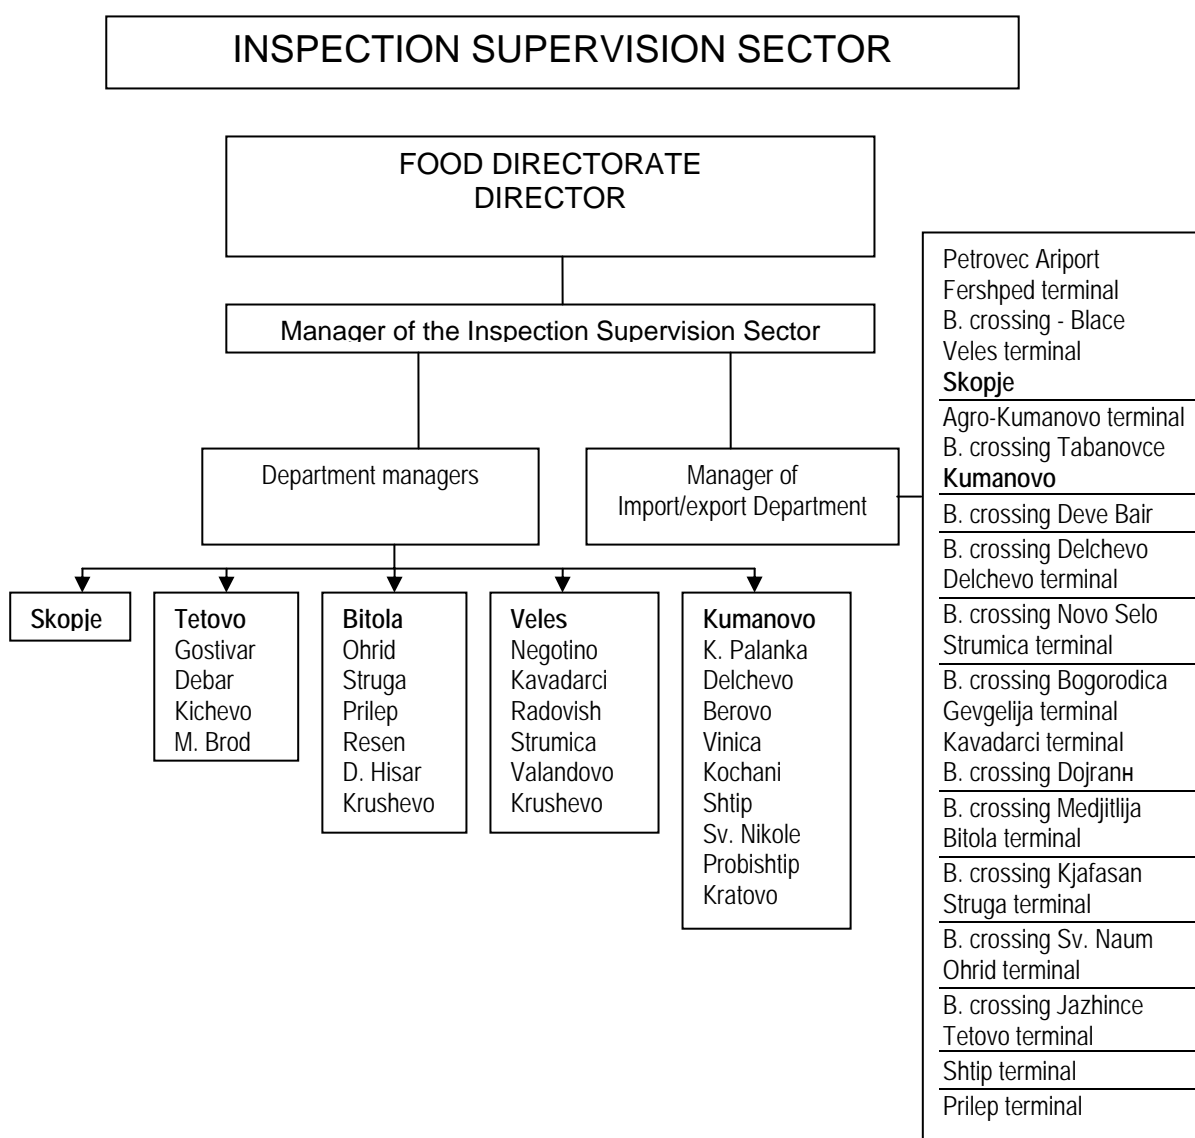 INSPECTION SUPERVISION SECTOR
FOOD DIRECTORATE
DIRECTOR
Manager of the Inspection Supervision Sector
Department managers
Manager of
Import/export Department
Skopje
Tetovo
Gostivar
Debar
Kichevo
M. Brod
Bitola
Ohrid
Struga
Prilep
Resen
D. Hisar
Krushevo
Veles
Negotino
Kavadarci
Radovish
Strumica
Valandovo
Krushevo
Kumanovo
K. Palanka
Delchevo
Berovo
Vinica
Kochani
Shtip
Sv. Nikole
Probishtip
Kratovo
Petrovec Ariport
Fershped terminal
B. crossing - Blace
Veles terminal
Skopje
Agro-Kumanovo terminal
B. crossing Tabanovce
Kumanovo
B. crossing Deve Bair
B. crossing Delchevo
Delchevo terminal
B. crossing Novo Selo
Strumica terminal
B. crossing Bogorodica
Gevgelija terminal
Kavadarci terminal
B. crossing Dojranн
B. crossing Medjitlija
Bitola terminal
B. crossing Kjafasan
Struga terminal
B. crossing Sv. Naum
Ohrid terminal
B. crossing Jazhince
Tetovo terminal
Shtip terminal
Prilep terminal